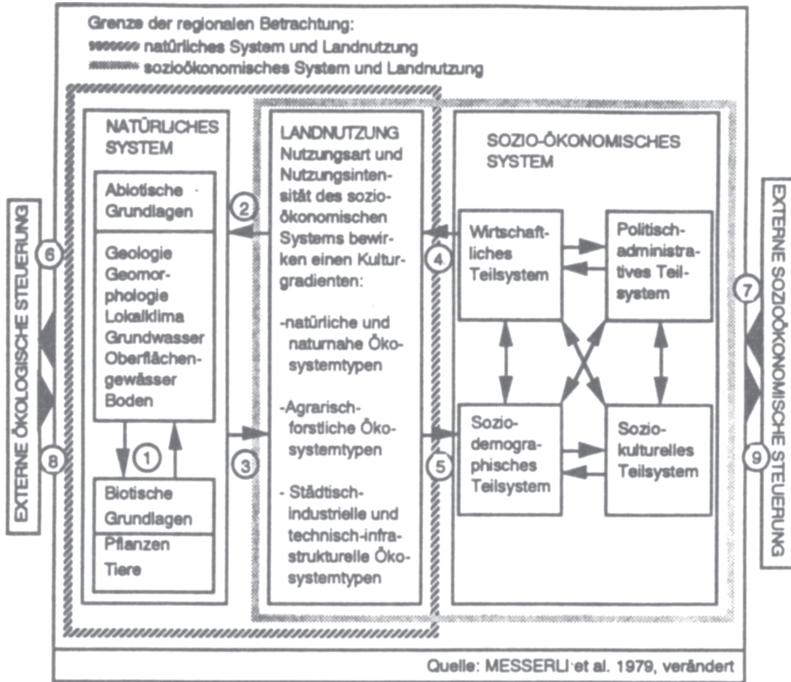 Grenze der regionalen Betrachtung:
natürliches System und Landnutzung
sozioökonomisches System und Landnutzung
EXTERNE ÖKOLOGISCHE STEUERUNG
6
8
NATÜRLICHES
SYSTEM
Abiotische
Grundlagen
Geologie
Geomor-
phologie
Lokalklima
Grundwasser
Oberflächen-
gewässer
Boden
1
Biotische
Grundlagen
Pflanzen
Tiere
2
3
LANDNUTZUNG
Nutzungsart und
Nutzungsinten-
sität des sozio-
ökonomischen
Systems bewir-
ken einen Kultur-
gradienten:
-natürliche und
naturnahe Öko-
systemtypen
-Agrarisch-
forstliche Öko-
systemtypen
- Städtisch-
industrielle und
technisch-infra-
strukturelle Öko-
systemtypen
4
5
SOZIO-ÖKONOMISCHES
SYSTEM
Wirtschaft-
liches
Teilsystem
Politisch-
administra-
tives Teil-
system
Sozio-
demogra-
phisches
Teilsystem
Sozio-
kulturelles
Teilsystem
7
9
EXTERNE SOZIOÖKONOMISCHE STEUERUNG
Quelle: MESSERLI et al. 1979, verändert